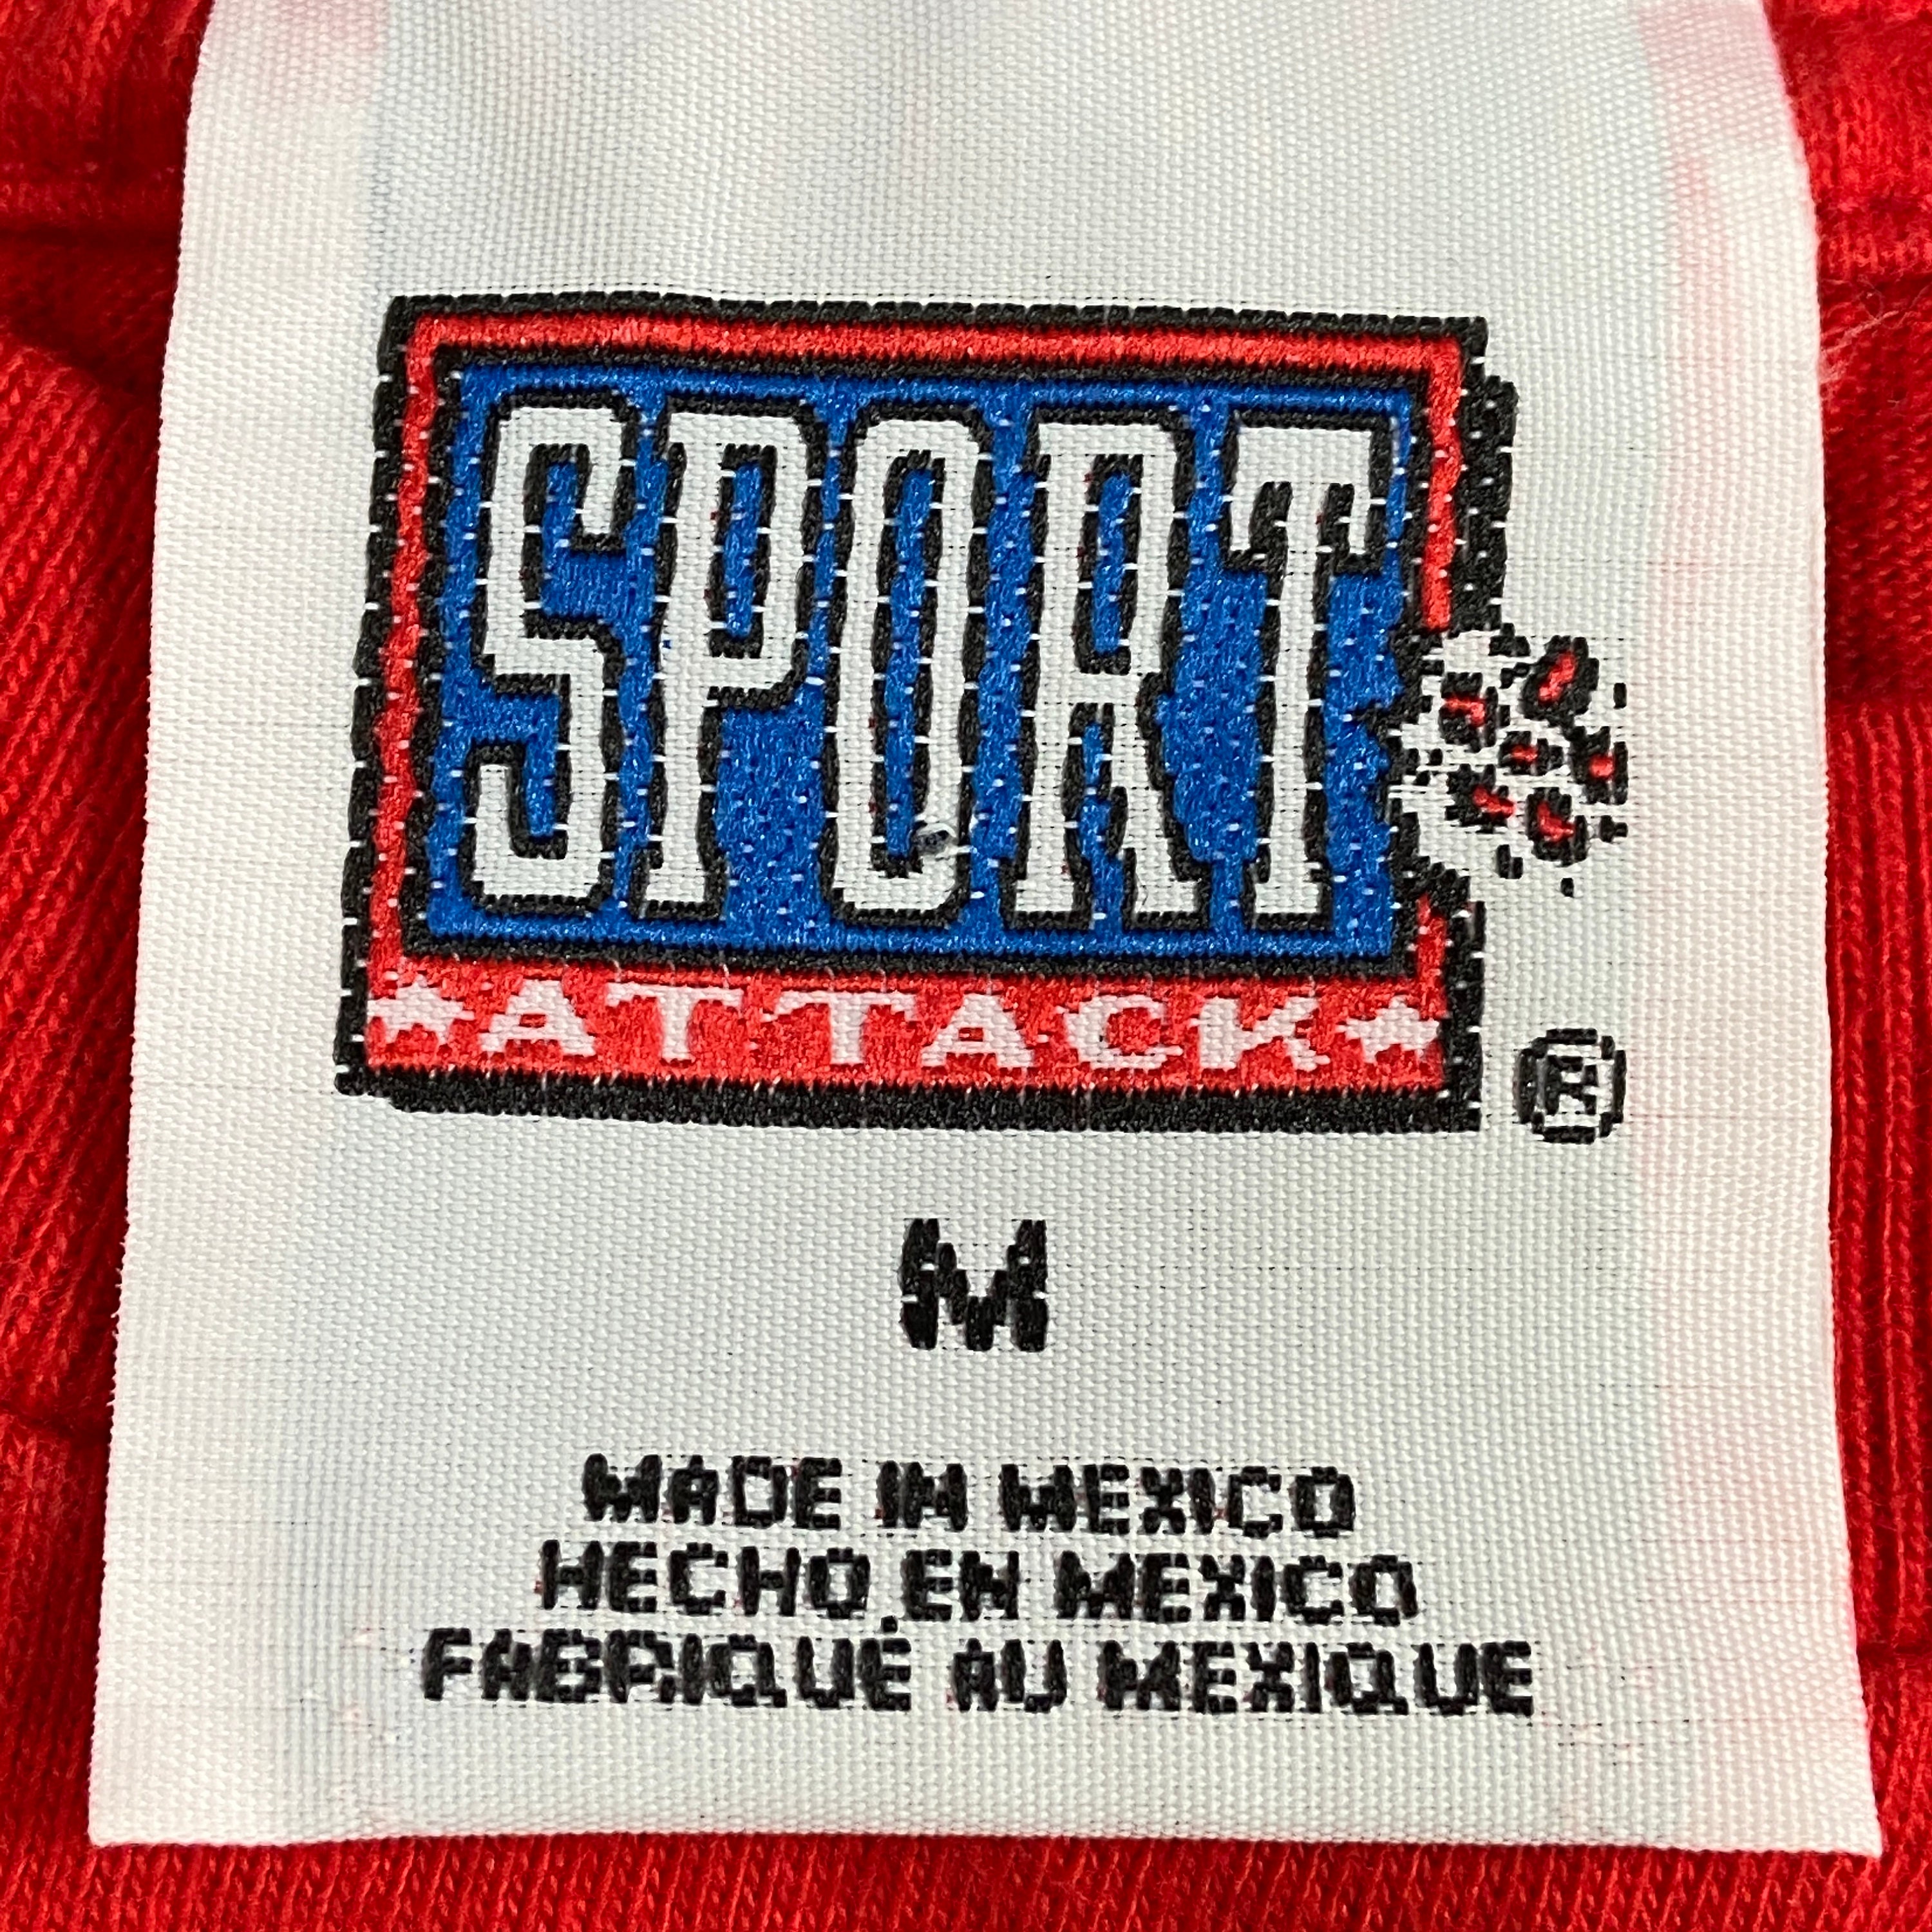 SPORT
★ATTACK★
®
M
MADE IN MEXICO
HECHO EN MEXICO
FABRIQUÉ AU MEXIQUE